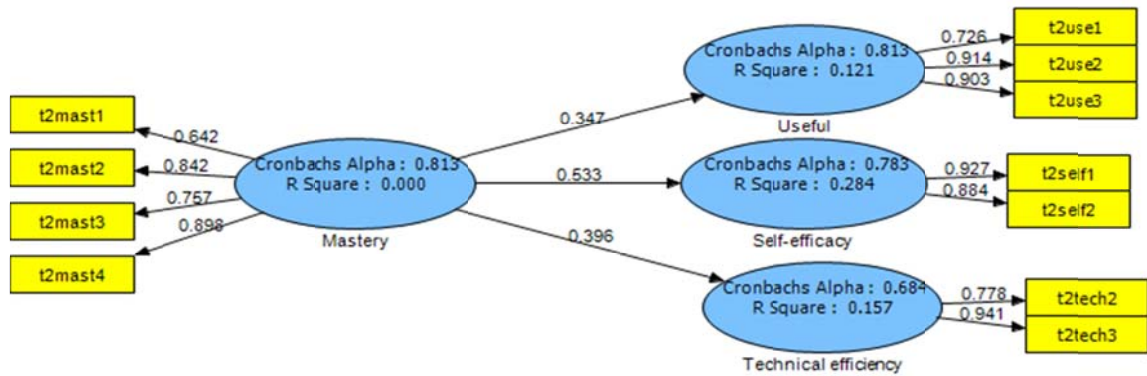 t2mast1
t2mast2
t2mast3
t2mast4
0.642
0.842
0.757
0.898
Cronbachs Alpha : 0.813
R Square : 0.000
Mastery
0.347
0.533
0.396
Cronbachs Alpha : 0.813
R Square : 0.121
Useful
0.726
0.914
0.903
t2use1
t2use2
t2use3
Cronbachs Alpha : 0.783
R Square : 0.284
Self-efficacy
0.927
0.884
t2self1
t2self2
Cronbachs Alpha : 0.684
R Square : 0.157
Technical efficiency
0.778
0.941
t2tech2
t2tech3